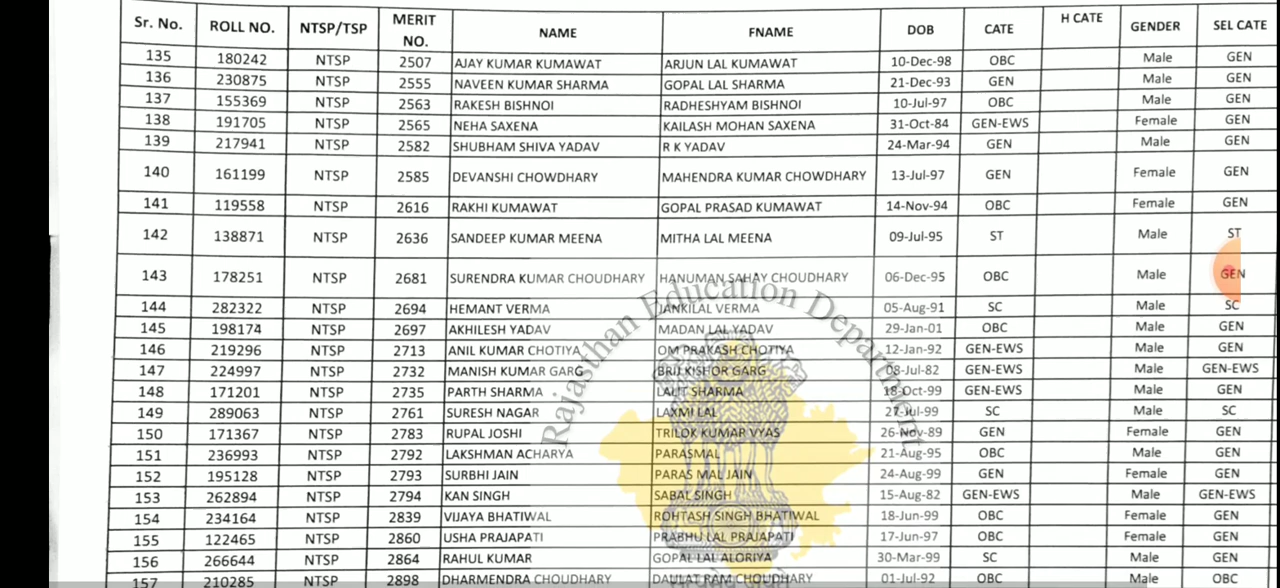 Sr. No. ROLL NO. NTSP/TSP MERIT NO. NAME FNAME DOB CATE H CATE GENDER SEL CATE
135 180242 NTSP 2507 AJAY KUMAR KUMAWAT ARJUN LAL KUMAWAT 10-Dec-98 OBC Male GEN
136 230875 NTSP 2555 NAVEEN KUMAR SHARMA GOPAL LAL SHARMA 21-Dec-93 GEN Male GEN
137 155369 NTSP 2563 RAKESH BISHNOI RADHESHYAM BISHNOI 10-Jul-97 OBC Male GEN
138 191705 NTSP 2565 NEHA SAXENA KAILASH MOHAN SAXENA 31-Oct-84 GEN-EWS Female GEN
139 217941 NTSP 2582 SHUBHAM SHIVA YADAV R K YADAV 24-Mar-94 GEN Male GEN
140 161199 NTSP 2585 DEVANSHI CHOWDHARY MAHENDRA KUMAR CHOWDHARY 13-Jul-97 GEN Female GEN
141 119558 NTSP 2616 RAKHI KUMAWAT GOPAL PRASAD KUMAWAT 14-Nov-94 OBC Female GEN
142 138871 NTSP 2636 SANDEEP KUMAR MEENA MITHA LAL MEENA 09-Jul-95 ST Male ST
143 178251 NTSP 2681 SURENDRA KUMAR CHOUDHARY HANUMAN SAHAY CHOUDHARY 06-Dec-95 OBC Male GEN
144 282322 NTSP 2694 HEMANT VERMA JANKILAL VERMA 05-Aug-91 SC Male SC
145 198174 NTSP 2697 AKHILESH YADAV MADAN LAL YADAV 29-Jan-01 OBC Male GEN
146 219296 NTSP 2713 ANIL KUMAR CHOTIYA OM PRAKASH CHOTIYA 12-Jan-92 GEN-EWS Male GEN
147 224997 NTSP 2732 MANISH KUMAR GARG BRIJ KISHOR GARG 08-Jul-82 GEN-EWS Male GEN-EWS
148 171201 NTSP 2735 PARTH SHARMA LALIT SHARMA 18-Oct-99 GEN-EWS Male GEN
149 289063 NTSP 2761 SURESH NAGAR LAXMI LAL 27-Jul-99 SC Male SC
150 171367 NTSP 2783 RUPAL JOSHI TRILOK KUMAR VYAS 26-Nov-89 GEN Female GEN
151 236993 NTSP 2792 LAKSHMAN ACHARYA PARASMAL 21-Aug-95 OBC Male GEN
152 195128 NTSP 2793 SURBHI JAIN PARAS MAL JAIN 24-Aug-99 GEN Female GEN
153 262894 NTSP 2794 KAN SINGH SABAL SINGH 15-Aug-82 GEN-EWS Male GEN-EWS
154 234164 NTSP 2839 VIJAYA BHATIWAL ROHTASH SINGH BHATIWAL 18-Jun-99 OBC Female GEN
155 122465 NTSP 2860 USHA PRAJAPATI PRABHU LAL PRAJAPATI 17-Jun-97 OBC Female GEN
156 266644 NTSP 2864 RAHUL KUMAR GOPAL LAL ALORIYA 30-Mar-99 SC Male GEN
157 210285 NTSP 2898 DHARMENDRA CHOUDHARY DAULAT RAM CHOUDHARY 01-Jul-92 OBC Male OBC
Rajasthan Education Department